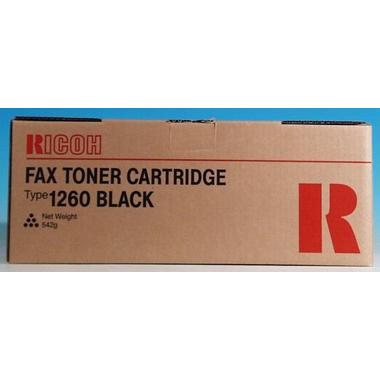 RICOH
FAX TONER CARTRIDGE
Type 1260 BLACK
Net Weight
542g
R